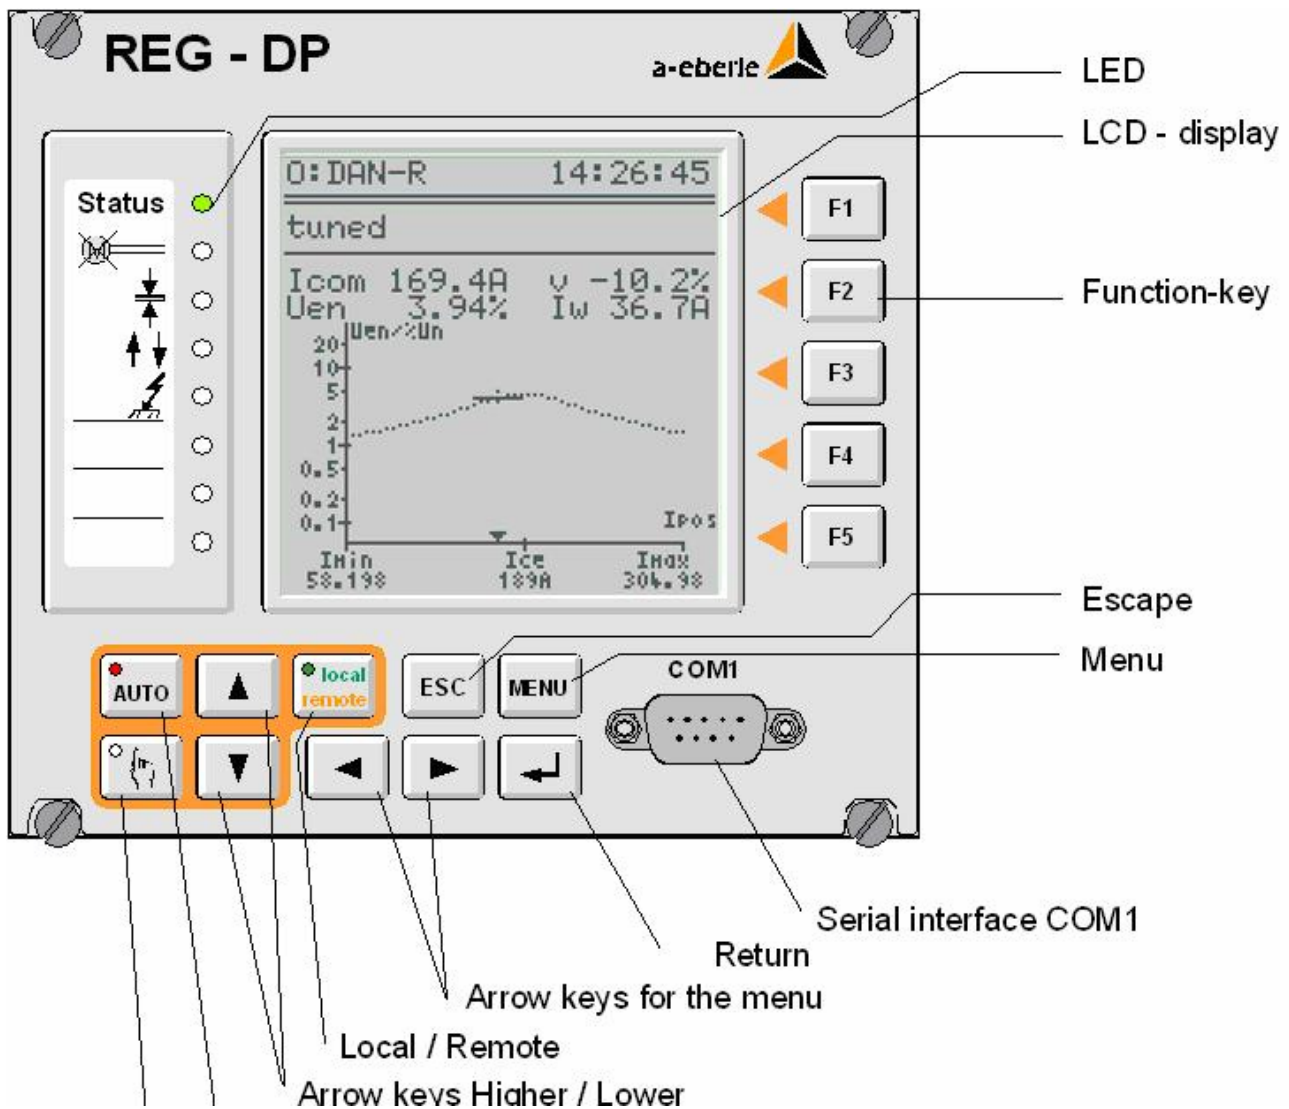 REG - DP
a-eberle
LED
LCD - display
Status
M
0:DAN-R 14:26:45
tuned
Icom 169.4A v -10.2%
Uen 3.94% Iw 36.7A
Uen/%Un
20
10
5
2
1
0.5
0.2
0.1
Ipos
Imin Ice Imax
58.198 189A 304.98
F1
F2
F3
F4
F5
Function-key
Escape
Menu
AUTO
local
remote
ESC
MENU
COM1
Serial interface COM1
Return
Arrow keys for the menu
Local / Remote
Arrow keys Higher / Lower